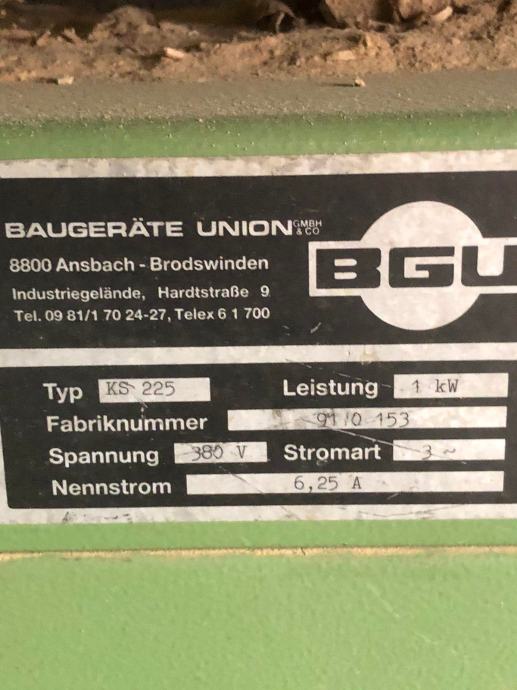 BAUGERÄTE UNION GMBH & CO
8800 Ansbach - Brodswinden
Industriegelände, Hardtstraße 9
Tel. 09 81/1 70 24-27, Telex 6 1 700
BGU
Typ KS 225 Leistung 1 kW
Fabriknummer 91/0 153
Spannung 380 V Stromart 3 ~
Nennstrom 6,25 A